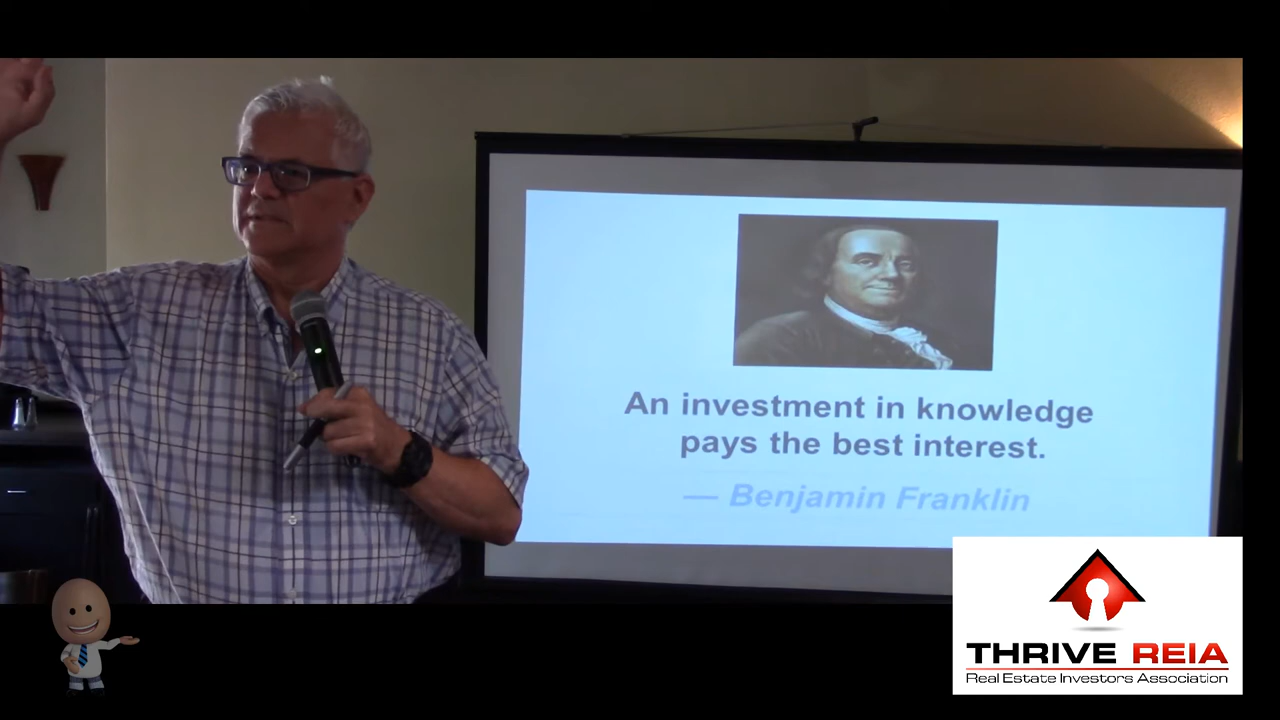 An investment in knowledge
pays the best interest.
— Benjamin Franklin
THRIVE REIA
Real Estate Investors Association